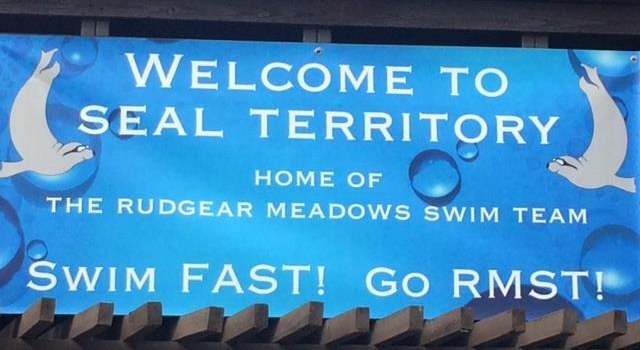 WELCOME TO
SEAL TERRITORY
HOME OF
THE RUDGEAR MEADOWS SWIM TEAM
SWIM FAST! GO RMST!